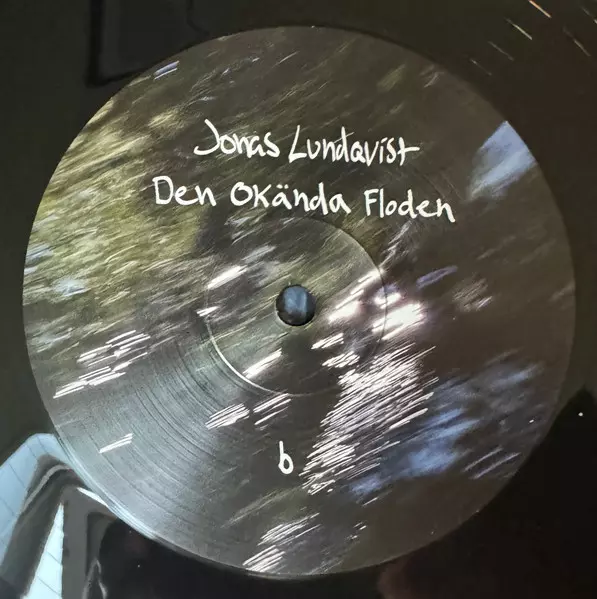 Jonas Lundqvist
Den Okända Floden
b